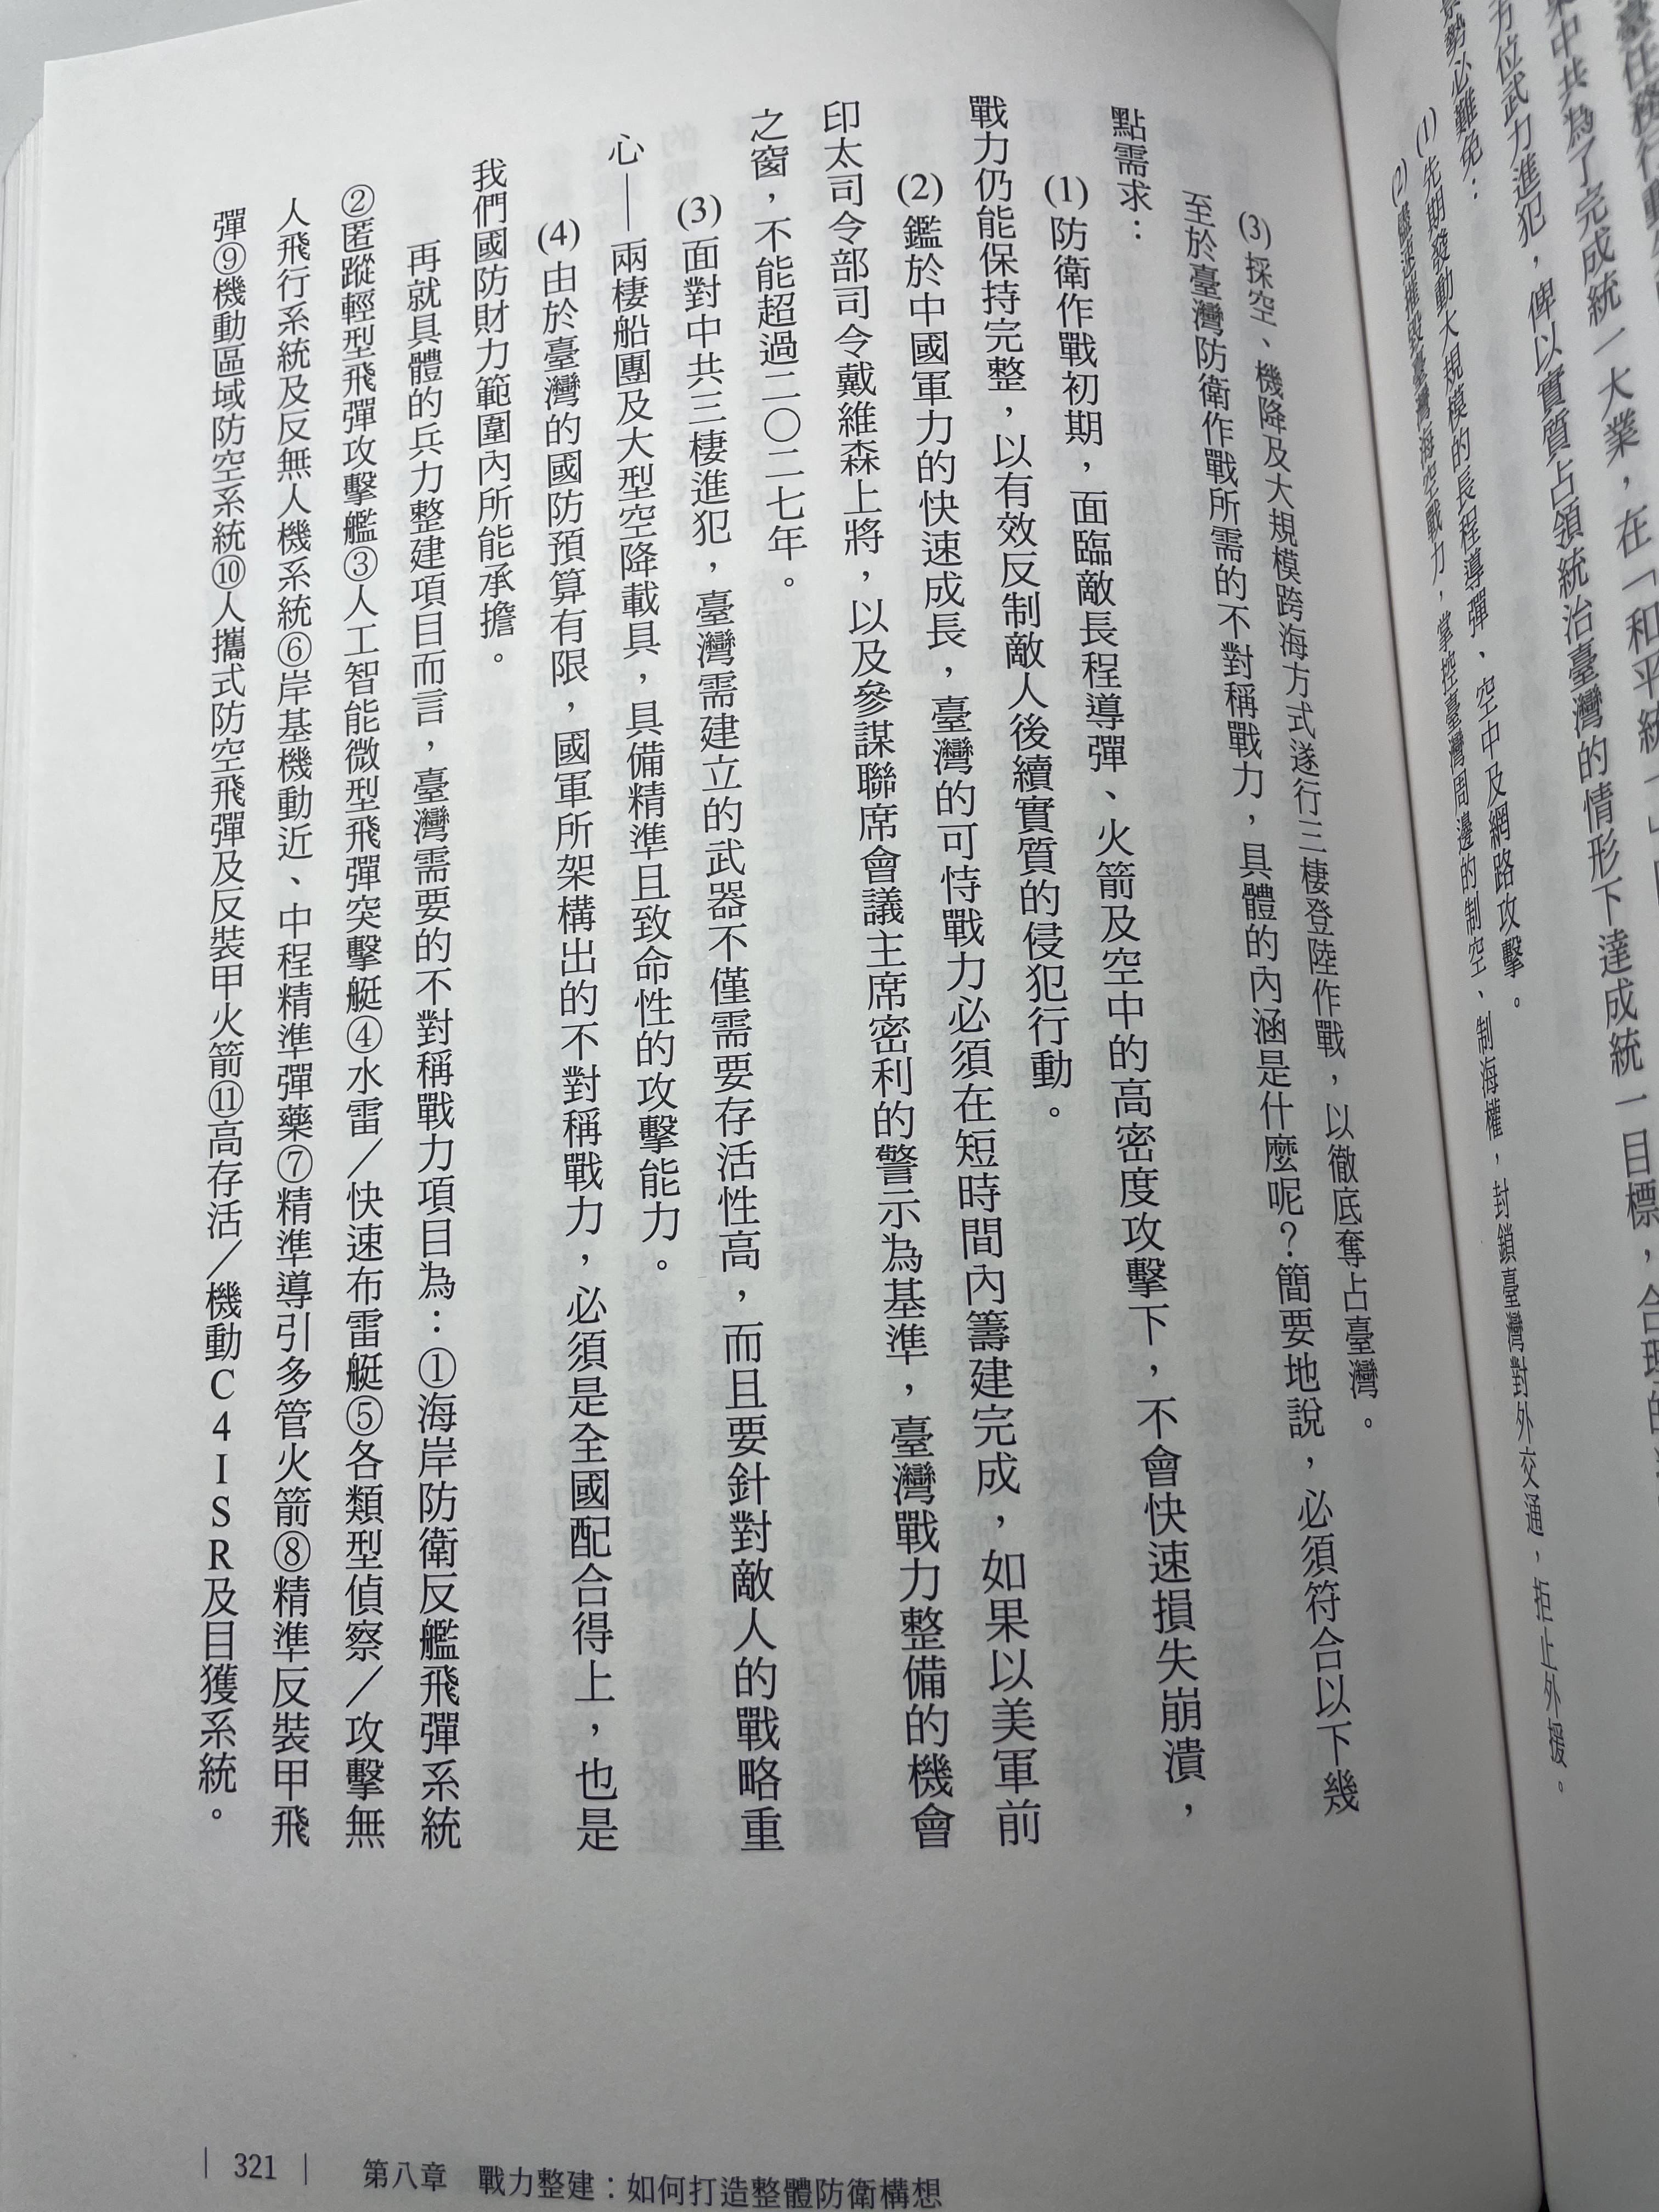 方位武力進犯，俾以實質占領統治臺灣的情形下達成統一目標，合理的
勢必難免：
(1)先期發動大規模的長程導彈、空中及網路攻擊。
(2)摧毀臺灣海空戰力，掌控臺灣周邊的制空、制海權，封鎖臺灣對外交通，拒止外援。
(3)採空、機降及大規模跨海方式遂行三棲登陸作戰，以徹底奪占臺灣。
至於臺灣防衛作戰所需的不對稱戰力，具體的內涵是什麼呢？簡要地說，必須符合以下幾
點需求：
(1)防衛作戰初期，面臨敵長程導彈、火箭及空中的高密度攻擊下，不會快速損失崩潰，
戰力仍能保持完整，以有效反制敵人後續實質的侵犯行動。
(2)鑑於中國軍力的快速成長，臺灣的可恃戰力必須在短時間內籌建完成，如果以美軍前
印太司令部司令戴維森上將，以及參謀聯席會議主席密利的警示為基準，臺灣戰力整備的機會
之窗，不能超過二〇二七年。
(3)面對中共三棲進犯，臺灣需建立的武器不僅需要存活性高，而且要針對敵人的戰略重
心——兩棲船團及大型空降載具，具備精準且致命性的攻擊能力。
(4)由於臺灣的國防預算有限，國軍所架構出的不對稱戰力，必須是全國配合得上，也是
我們國防財力範圍內所能承擔。
再就具體的兵力整建項目而言，臺灣需要的不對稱戰力項目為：①海岸防衛反艦飛彈系統
②匿蹤輕型飛彈攻擊艦③人工智能微型飛彈突擊艇④水雷／快速布雷艇⑤各類型偵察／攻擊無
人飛行系統及反無人機系統⑥岸基機動近、中程精準彈藥⑦精準導引多管火箭⑧精準反裝甲飛
彈⑨機動區域防空系統⑩人攜式防空飛彈及反裝甲火箭⑪高存活／機動C4ISR及目獲系統。
321 第八章 戰力整建：如何打造整體防衛構想